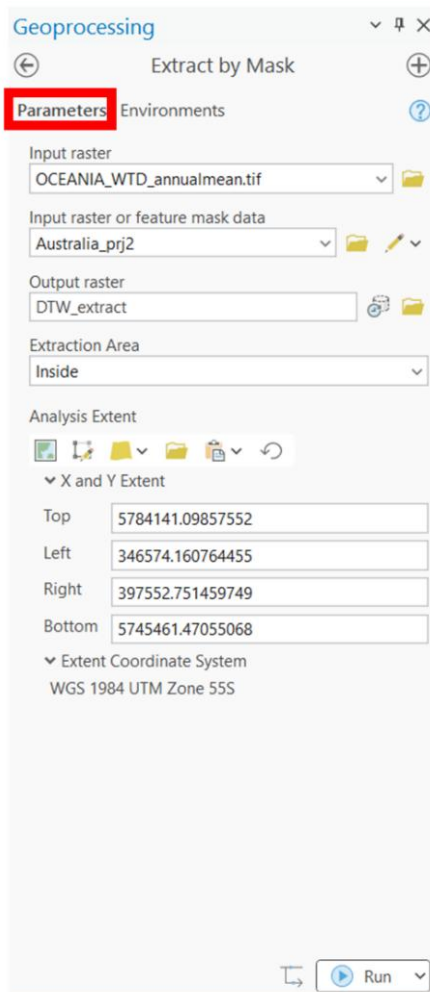 Geoprocessing
Extract by Mask
Parameters Environments
Input raster
OCEANIA_WTD_annualmean.tif
Input raster or feature mask data
Australia_prj2
Output raster
DTW_extract
Extraction Area
Inside
Analysis Extent
X and Y Extent
Top 5784141.09857552
Left 346574.160764455
Right 397552.751459749
Bottom 5745461.47055068
Extent Coordinate System
WGS 1984 UTM Zone 55S
Run